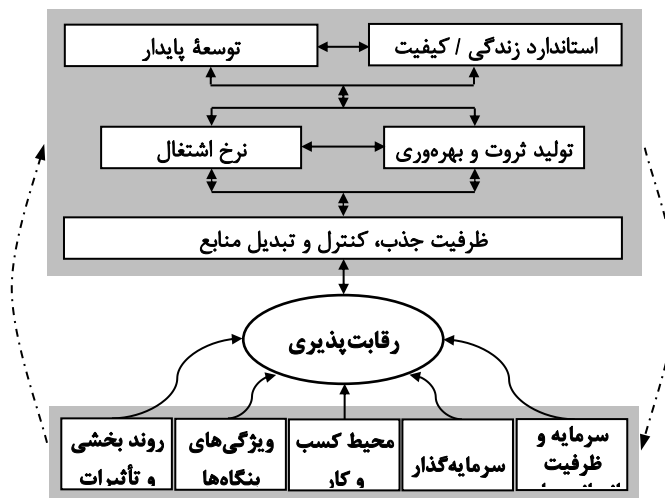 استاندارد زندگی / کیفیت
توسعهٔ پایدار
تولید ثروت و بهره‌وری
نرخ اشتغال
ظرفیت جذب، کنترل و تبدیل منابع
رقابت‌پذیری
سرمایه و
ظرفیت
سرمایه‌گذار
محیط کسب
و کار
ویژگی‌های
بنگاه‌ها
روند بخشی
و تأثیرات